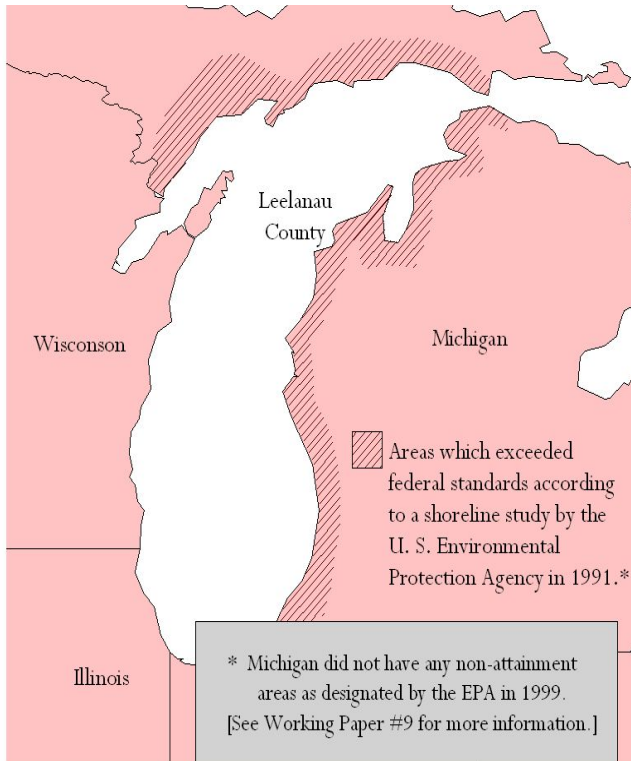 Leelanau
County
Wisconson
Michigan
Areas which exceeded
federal standards according
to a shoreline study by the
U. S. Environmental
Protection Agency in 1991.*
Illinois
* Michigan did not have any non-attainment
areas as designated by the EPA in 1999.
[See Working Paper #9 for more information.]